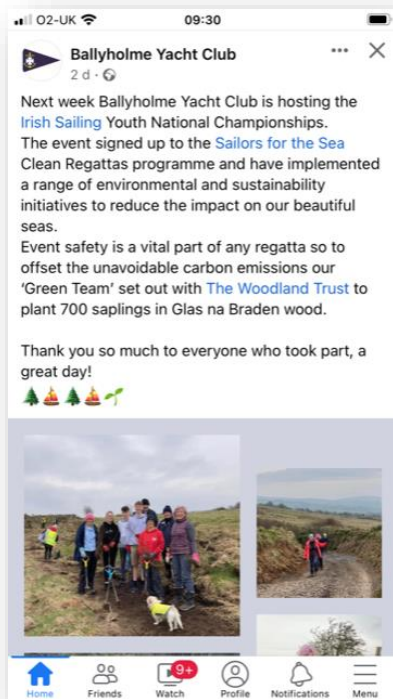 O2-UK 09:30
Ballyholme Yacht Club
2 d ·
Next week Ballyholme Yacht Club is hosting the
Irish Sailing Youth National Championships.
The event signed up to the Sailors for the Sea
Clean Regattas programme and have implemented
a range of environmental and sustainability
initiatives to reduce the impact on our beautiful
seas.
Event safety is a vital part of any regatta so to
offset the unavoidable carbon emissions our
‘Green Team’ set out with The Woodland Trust to
plant 700 saplings in Glas na Braden wood.
Thank you so much to everyone who took part, a
great day!
🌲⛵🌲⛵🌱
9+
Home Friends Watch Profile Notifications Menu